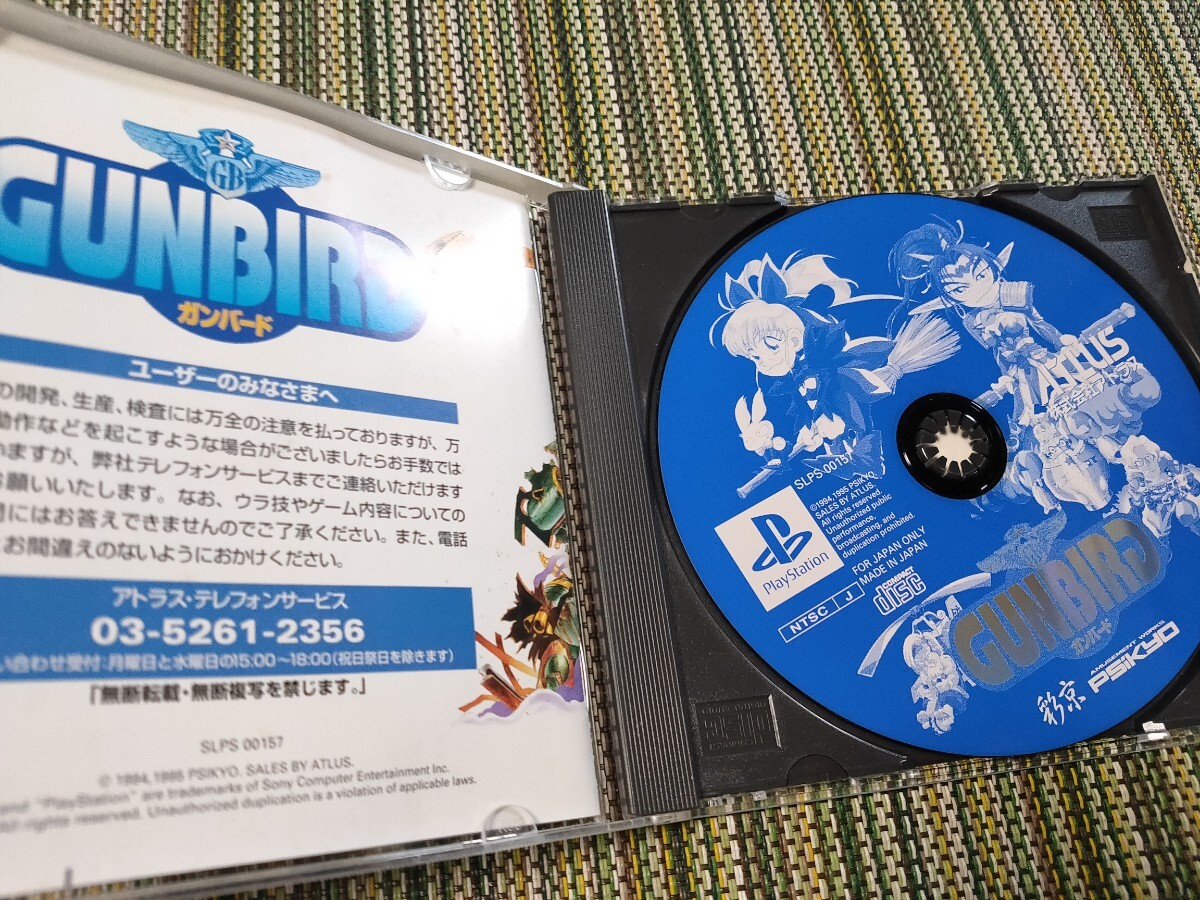 GB
GUNBIRD
ガンバード
ユーザーのみなさまへ
の開発、生産、検査には万全の注意を払っておりますが、万
動作などを起こすような場合がございましたらお手数では
いますが、弊社テレフォンサービスまでご連絡いただけます
お願いいたします。なお、ウラ技やゲーム内容についての
間にはお答えできませんのでご了承ください。また、電話
お間違えのないようにおかけください。
アトラス・テレフォンサービス
03-5261-2356
い合わせ受付:月曜日と水曜日の15:00~18:00(祝日祭日を除きます)
「無断転載・無断複写を禁じます。」
SLPS 00157
© 1994,1995 PSIKYO. SALES BY ATLUS.
and "PlayStation" are trademarks of Sony Computer Entertainment Inc.
All rights reserved. Unauthorized duplication is a violation of applicable laws.
ATLUS
株式会社アトラス
SLPS 00157
©1994,1995 PSIKYO.
SALES BY ATLUS.
All rights reserved.
Unauthorized public
performance,
broadcasting, and
duplication prohibited.
PlayStation
FOR JAPAN ONLY
MADE IN JAPAN
NTSC J
COMPACT
disc
GUNBIRD
ガンバード
AMUSEMENT WORKS
彩京 PSIKYO